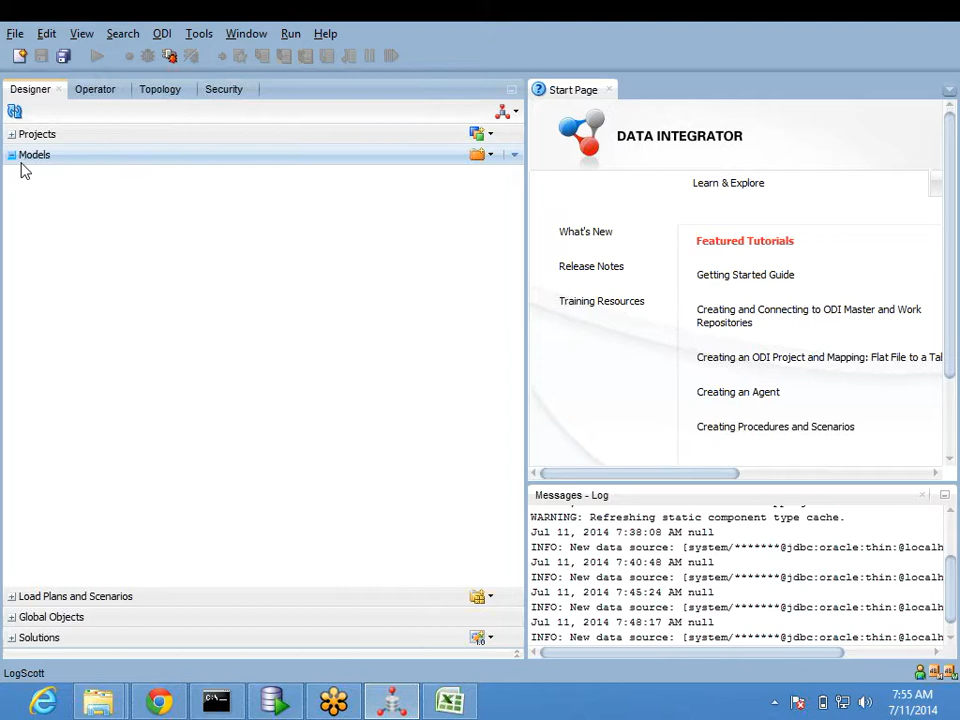 File Edit View Search ODI Tools Window Run Help
Designer Operator Topology Security
Projects
Models
Load Plans and Scenarios
Global Objects
Solutions
LogScott
Start Page
DATA INTEGRATOR
Learn & Explore
What's New
Release Notes
Training Resources
Featured Tutorials
Getting Started Guide
Creating and Connecting to ODI Master and Work
Repositories
Creating an ODI Project and Mapping: Flat File to a Tal
Creating an Agent
Creating Procedures and Scenarios
Messages - Log
WARNING: Refreshing static component type cache.
Jul 11, 2014 7:38:08 AM null
INFO: New data source: [system/*******@jdbc:oracle:thin:@localh
Jul 11, 2014 7:40:48 AM null
INFO: New data source: [system/*******@jdbc:oracle:thin:@localh
Jul 11, 2014 7:45:24 AM null
INFO: New data source: [system/*******@jdbc:oracle:thin:@localh
Jul 11, 2014 7:48:17 AM null
INFO: New data source: [system/*******@jdbc:oracle:thin:@localh
7:55 AM
7/11/2014